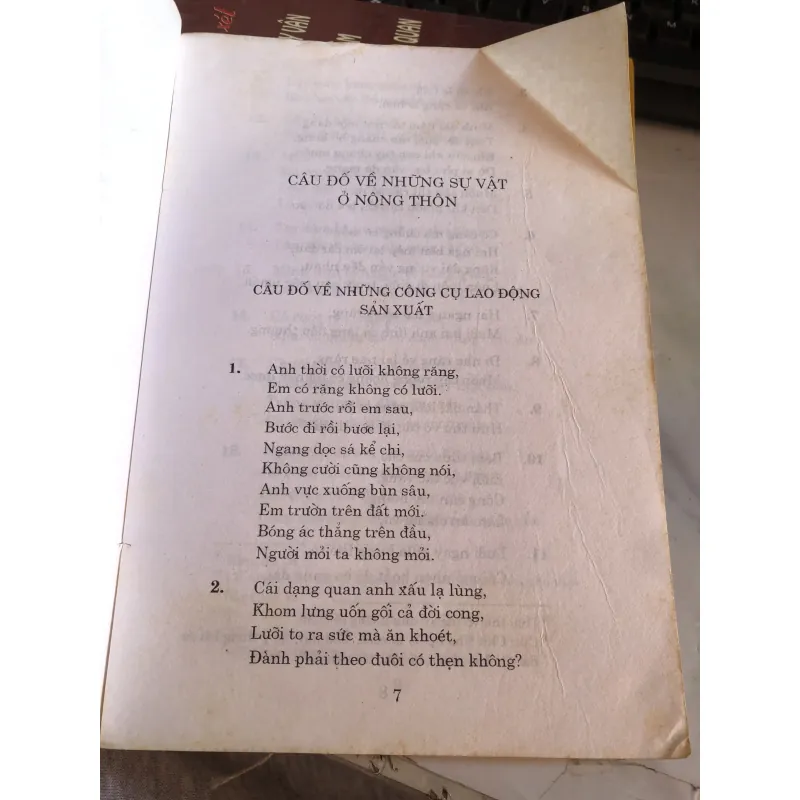 xét
Y VÂN
QUAN
CÂU ĐỐ VỀ NHỮNG SỰ VẬT
Ở NÔNG THÔN
CÂU ĐỐ VỀ NHỮNG CÔNG CỤ LAO ĐỘNG
SẢN XUẤT
1. Anh thời có lưỡi không răng,
Em có răng không có lưỡi.
Anh trước rồi em sau,
Bước đi rồi bước lại,
Ngang dọc sá kể chi,
Không cười cũng không nói,
Anh vực xuống bùn sâu,
Em trườn trên đất mới.
Bóng ác thẳng trên đầu,
Người mỏi ta không mỏi.
2. Cái dạng quan anh xấu lạ lùng,
Khom lưng uốn gối cả đời cong,
Lưỡi to ra sức mà ăn khoét,
Đành phải theo đuôi có thẹn không?
7